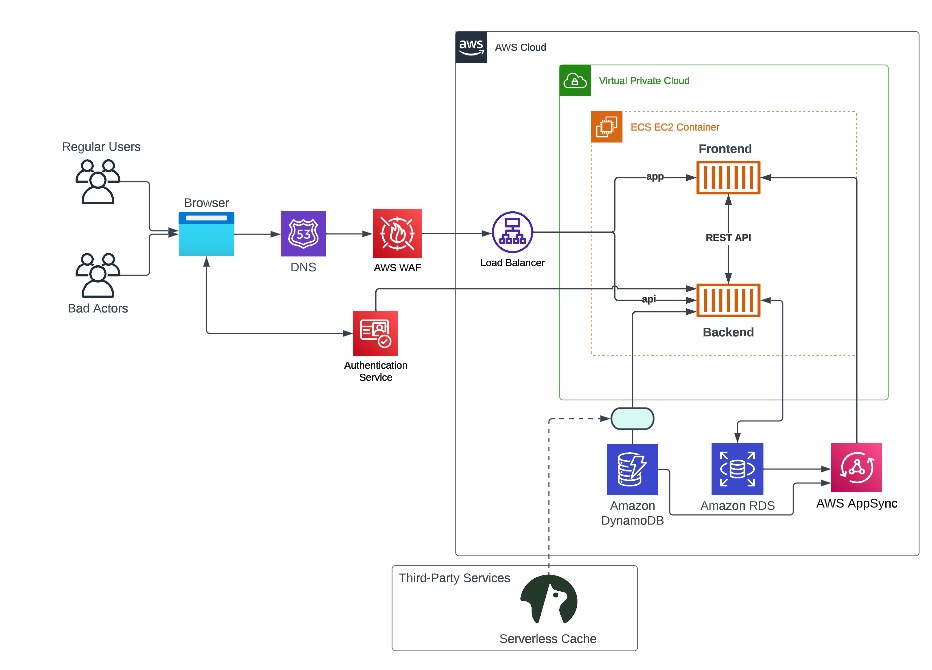 aws
AWS Cloud
Virtual Private Cloud
ECS EC2 Container
Regular Users
Frontend
app
Browser
53
DNS
AWS WAF
Load Balancer
REST API
Bad Actors
api
Backend
Authentication
Service
Amazon
DynamoDB
Amazon RDS
AWS AppSync
Third-Party Services
Serverless Cache